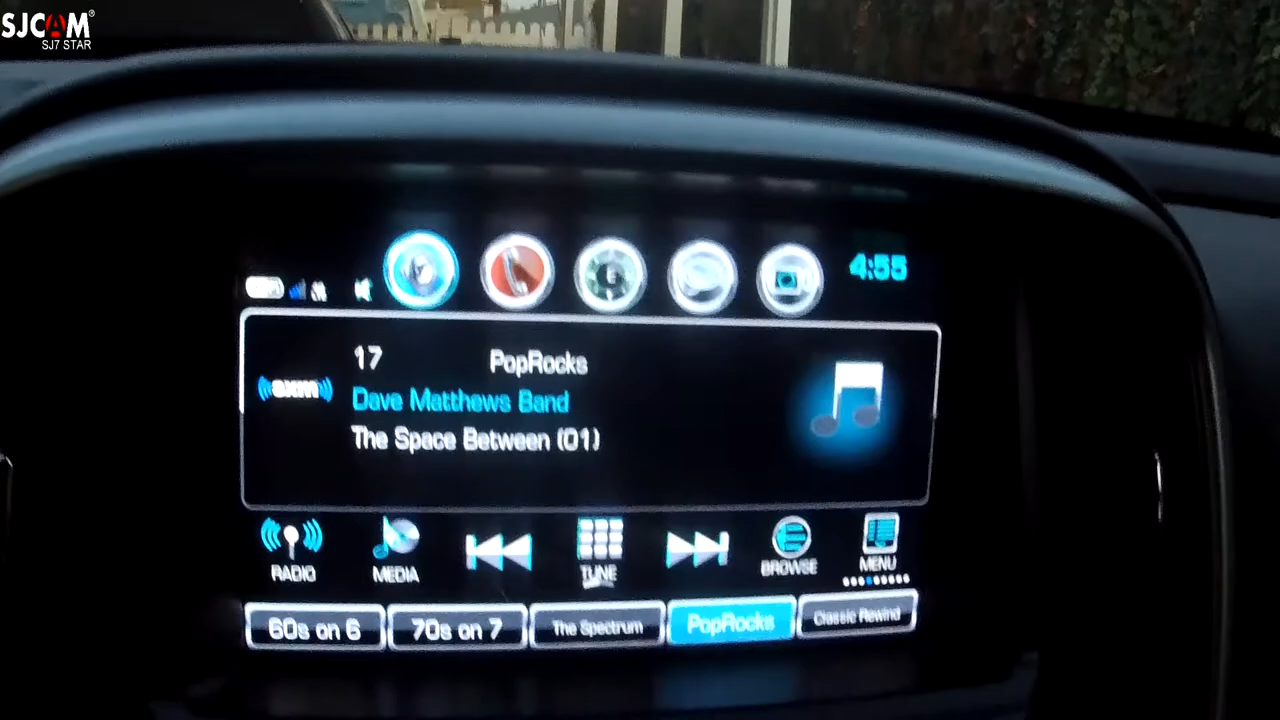 SJCAM®
SJ7 STAR
4:55
17 PopRocks
((sxm))
Dave Matthews Band
The Space Between (01)
RADIO
MEDIA
TUNE
BROWSE
MENU
60s on 6
70s on 7
The Spectrum
PopRocks
Classic Rewind